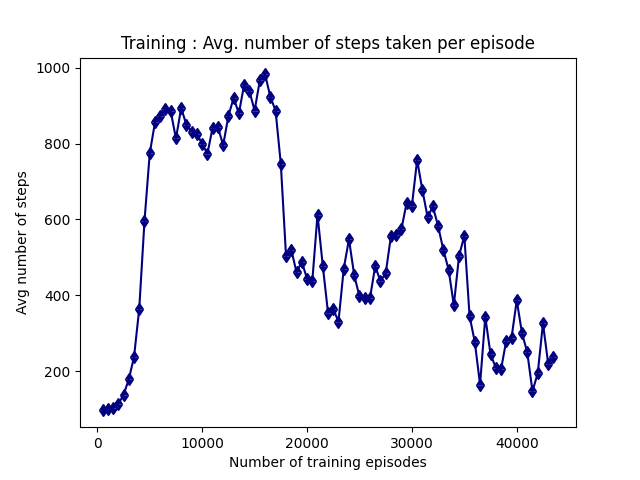 Training : Avg. number of steps taken per episode
1000
800
600
400
200
Avg number of steps
0 10000 20000 30000 40000
Number of training episodes